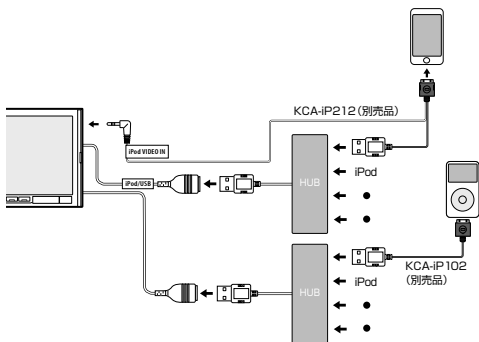 KCA-iP212（別売品）
iPod VIDEO IN
iPod/USB
HUB
iPod
HUB
iPod
KCA-iP102
（別売品）